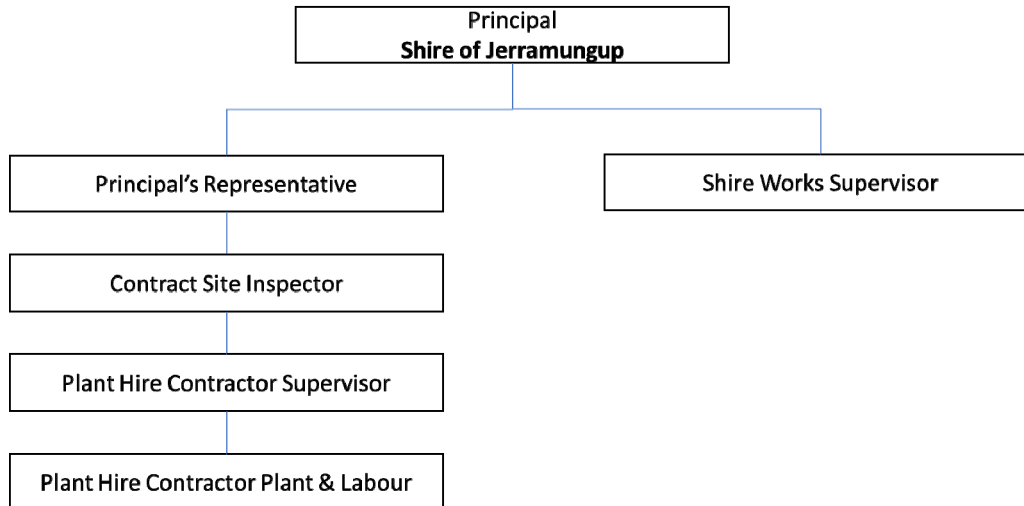 Principal
Shire of Jerramungup
Principal’s Representative
Shire Works Supervisor
Contract Site Inspector
Plant Hire Contractor Supervisor
Plant Hire Contractor Plant & Labour